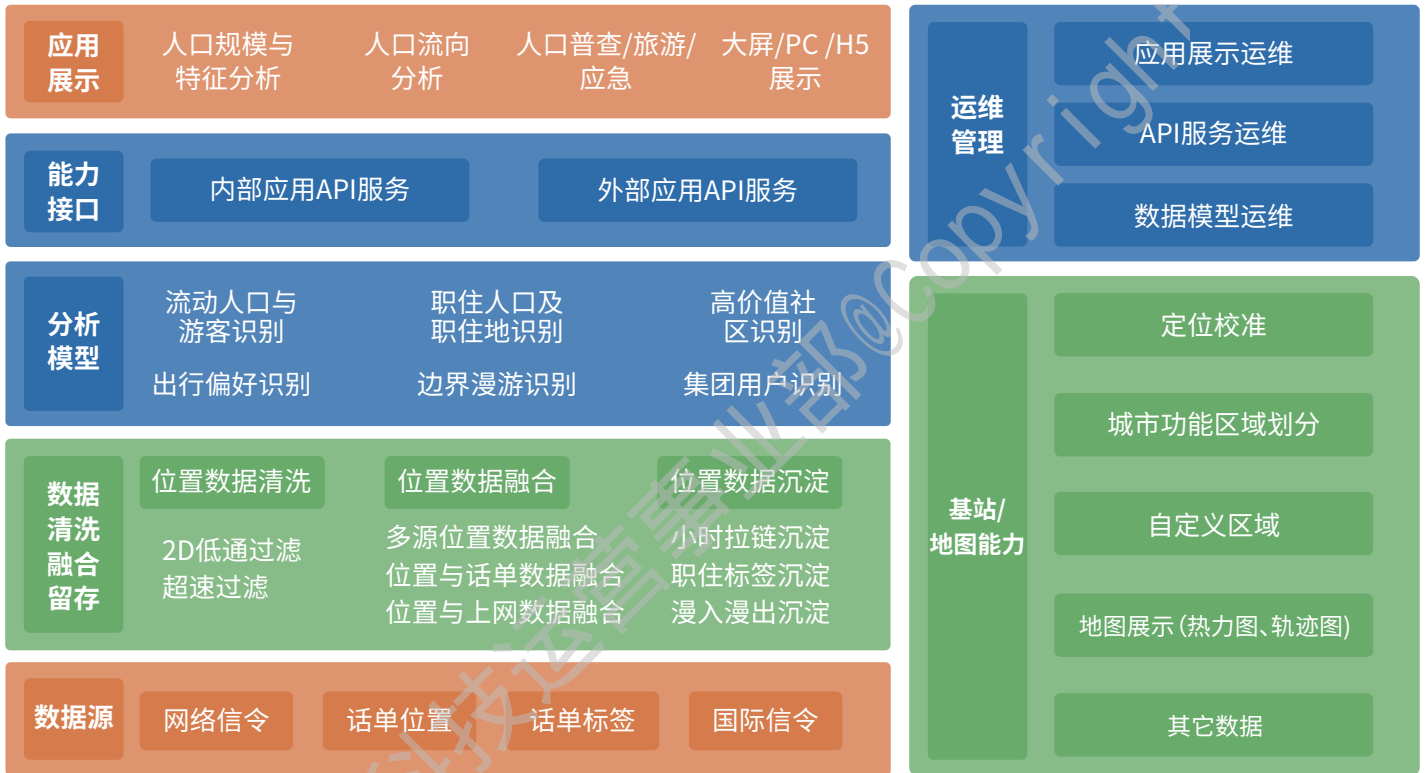 应用
展示
人口规模与
特征分析
人口流向
分析
人口普查/旅游/
应急
大屏/PC /H5
展示
能力
接口
内部应用API服务
外部应用API服务
分析
模型
流动人口与
游客识别
职住人口及
职住地识别
高价值社
区识别
出行偏好识别
边界漫游识别
集团用户识别
数据
清洗
融合
留存
位置数据清洗
2D低通过滤
超速过滤
位置数据融合
多源位置数据融合
位置与话单数据融合
位置与上网数据融合
位置数据沉淀
小时拉链沉淀
职住标签沉淀
漫入漫出沉淀
数据源
网络信令
话单位置
话单标签
国际信令
运维
管理
应用展示运维
API服务运维
数据模型运维
基站/
地图能力
定位校准
城市功能区域划分
自定义区域
地图展示（热力图、轨迹图)
其它数据
科技运营事业部@Copyright